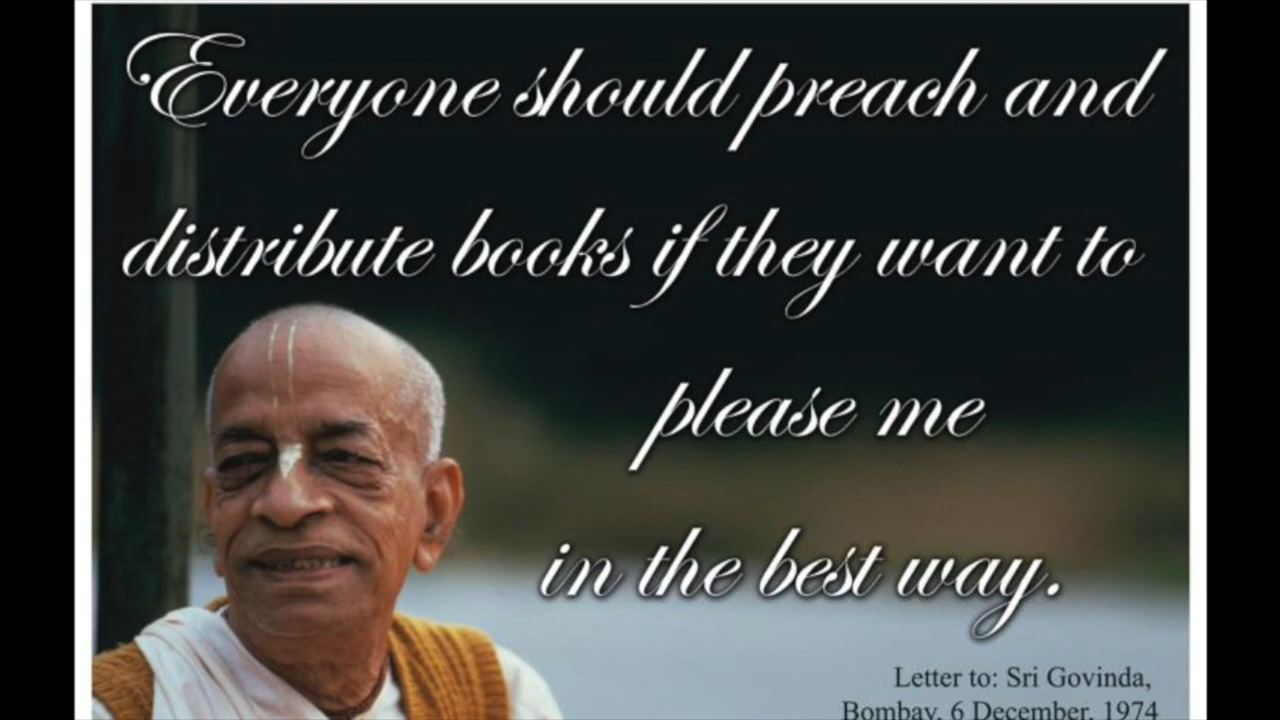 Everyone should preach and
distribute books if they want to
please me
in the best way.
Letter to: Sri Govinda,
Bombay, 6 December, 1974